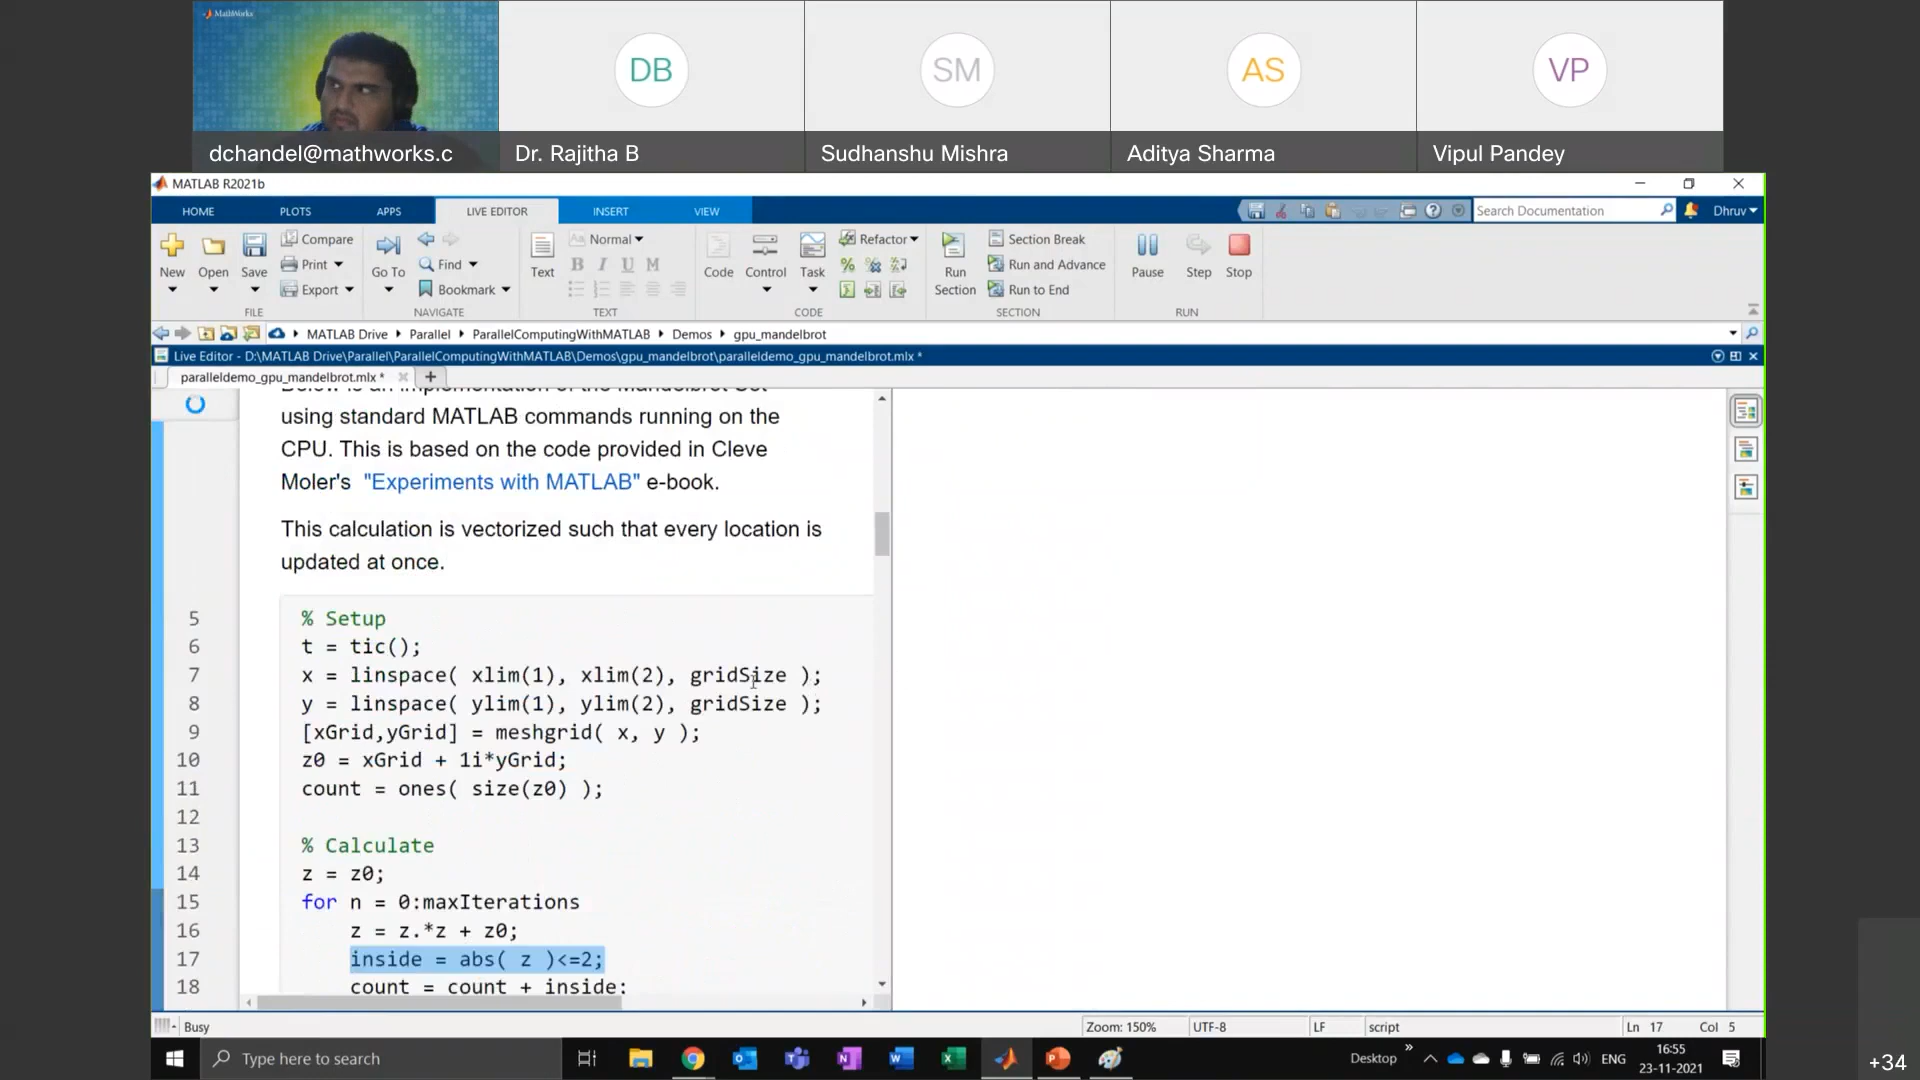 MathWorks
DB
SM
AS
VP
dchandel@mathworks.c
Dr. Rajitha B
Sudhanshu Mishra
Aditya Sharma
Vipul Pandey
MATLAB R2021b
HOME
PLOTS
APPS
LIVE EDITOR
INSERT
VIEW
Search Documentation
Dhruv
New
Open
Save
Compare
Print
Export
FILE
Go To
Find
Bookmark
NAVIGATE
Text
Normal
B I U M
TEXT
Code
Control
Task
Refactor
CODE
Run
Section
Section Break
Run and Advance
Run to End
SECTION
Pause
Step
Stop
RUN
MATLAB Drive
Parallel
ParallelComputingWithMATLAB
Demos
gpu_mandelbrot
Live Editor - D:\MATLAB Drive\Parallel\ParallelComputingWithMATLAB\Demos\gpu_mandelbrot\paralleldemo_gpu_mandelbrot.mlx *
paralleldemo_gpu_mandelbrot.mlx *
Below is an implementation of the Mandelbrot Set
using standard MATLAB commands running on the
CPU. This is based on the code provided in Cleve
Moler's "Experiments with MATLAB" e-book.
This calculation is vectorized such that every location is
updated at once.
5 % Setup
6 t = tic();
7 x = linspace( xlim(1), xlim(2), gridSize );
8 y = linspace( ylim(1), ylim(2), gridSize );
9 [xGrid,yGrid] = meshgrid( x, y );
10 z0 = xGrid + 1i*yGrid;
11 count = ones( size(z0) );
12
13 % Calculate
14 z = z0;
15 for n = 0:maxIterations
16 z = z.*z + z0;
17 inside = abs( z )<=2;
18 count = count + inside;
Busy
Zoom: 150%
UTF-8
LF
script
Ln 17
Col 5
Type here to search
Desktop
ENG
16:55
23-11-2021
+34